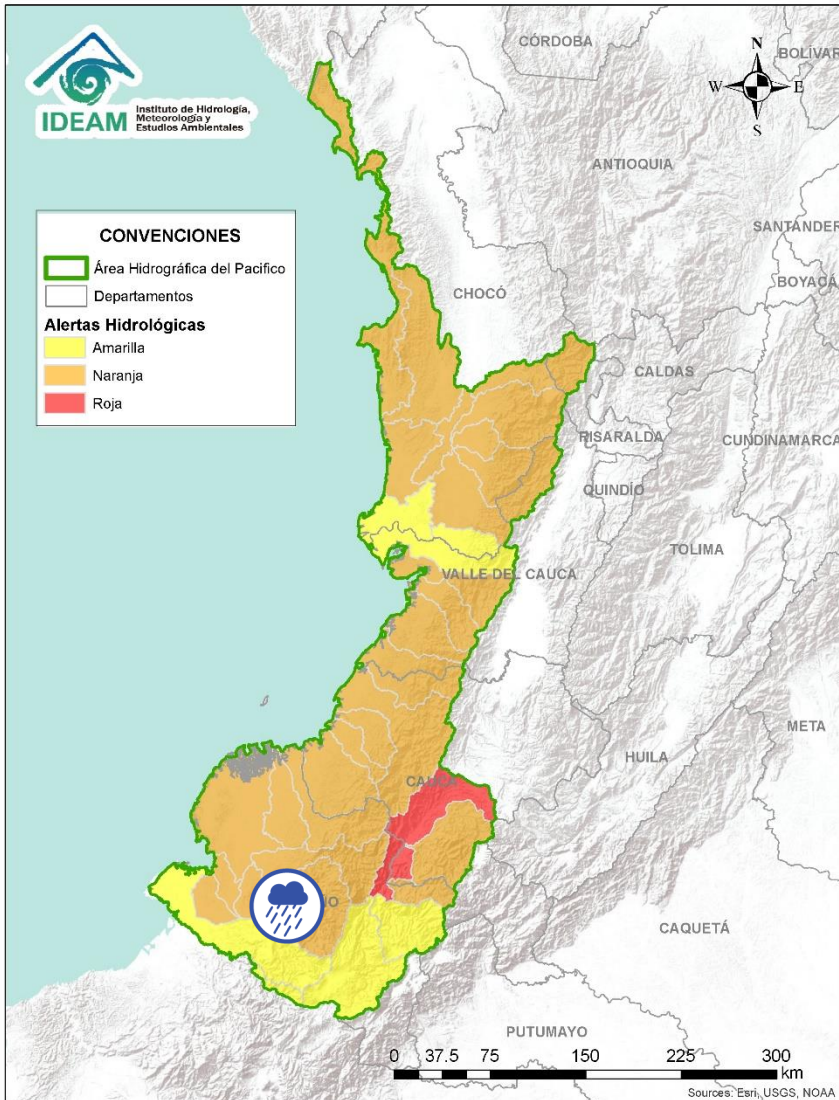 CÓRDOBA
BOLÍVAR
N
W E
S
IDEAM
Instituto de Hidrología,
Meteorología y
Estudios Ambientales
ANTIOQUIA
SANTANDER
BOYACÁ
CONVENCIONES
Área Hidrográfica del Pacifico
Departamentos
Alertas Hidrológicas
Amarilla
Naranja
Roja
CHOCÓ
CALDAS
RISARALDA
CUNDINAMARCA
QUINDÍO
TOLIMA
VALLE DEL CAUCA
META
HUILA
CAUCA
ÑO
CAQUETÁ
PUTUMAYO
0 37.5 75 150 225 300
km
Sources: Esri, USGS, NOAA